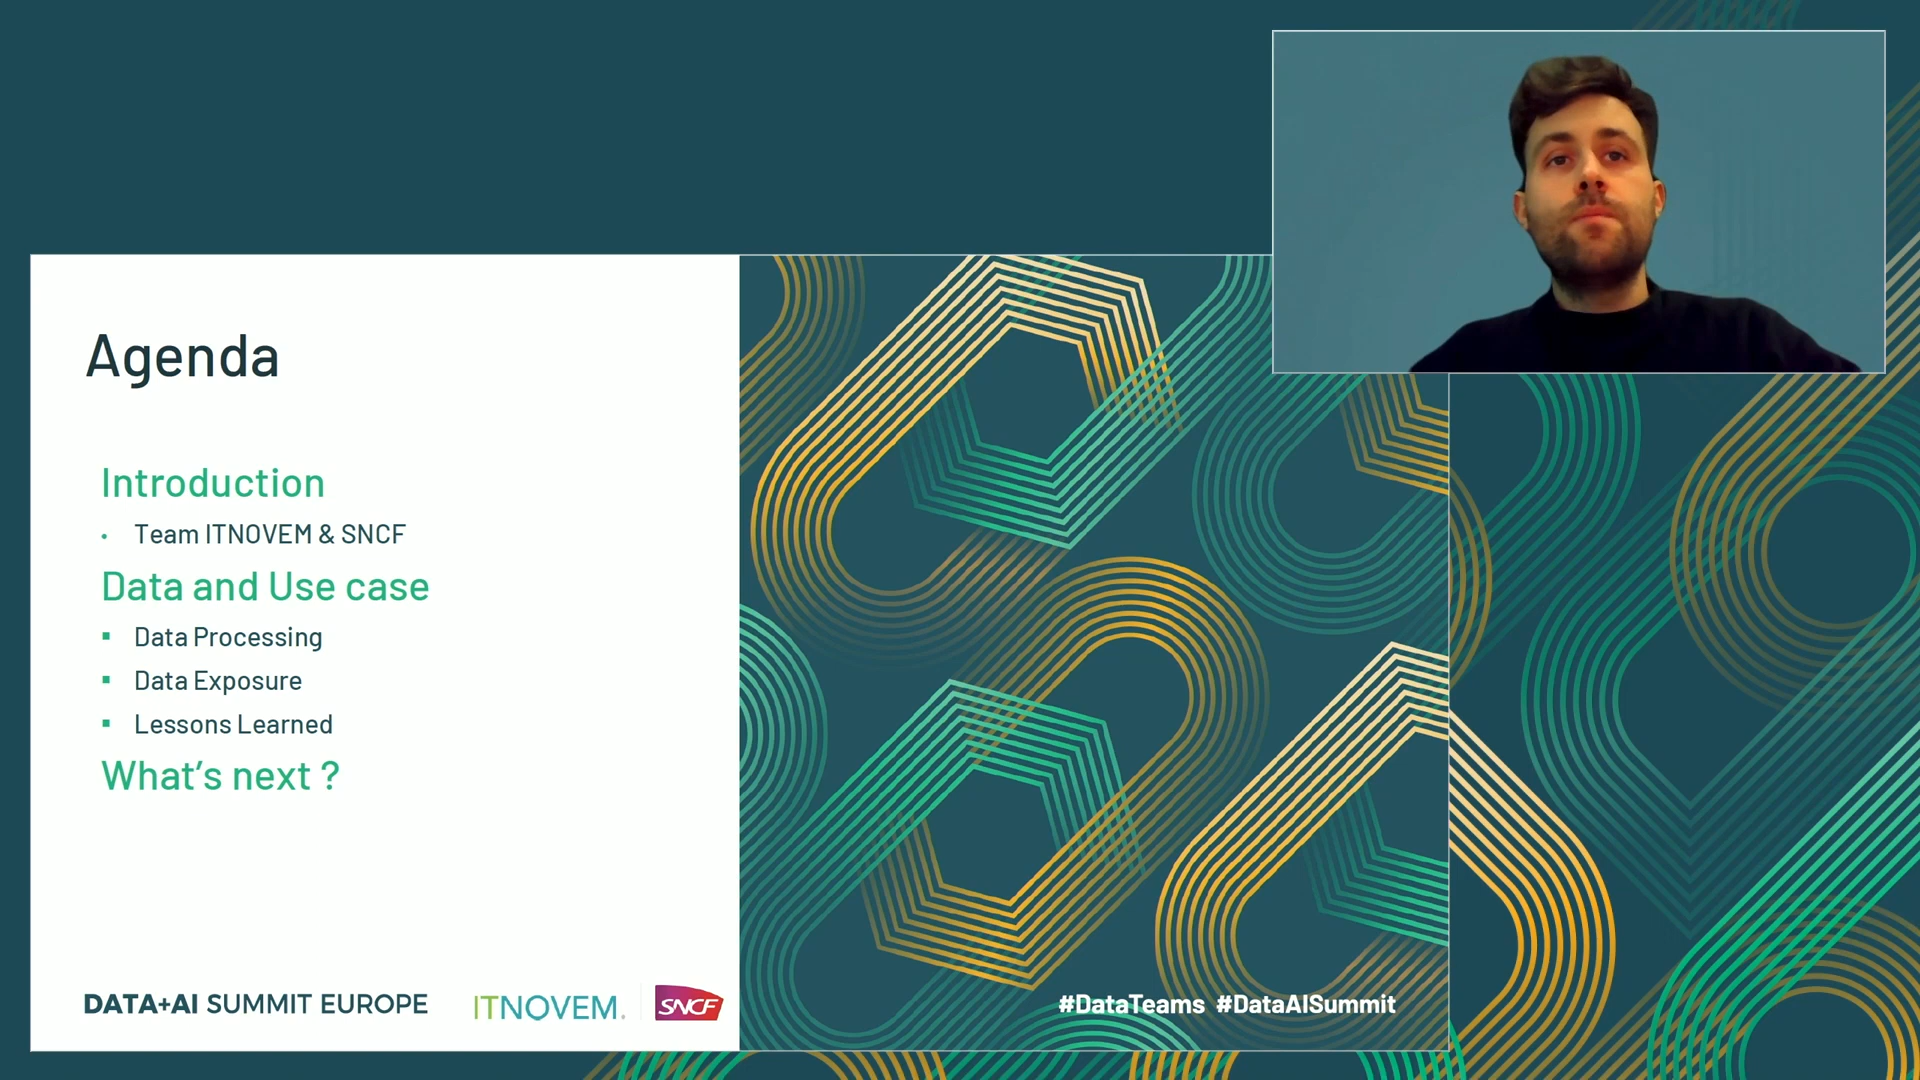 Agenda
Introduction
• Team ITNOVEM & SNCF
Data and Use case
▪ Data Processing
▪ Data Exposure
▪ Lessons Learned
What's next ?
DATA+AI SUMMIT EUROPE
ITNOVEM.
SNCF
#DataTeams #DataAISummit